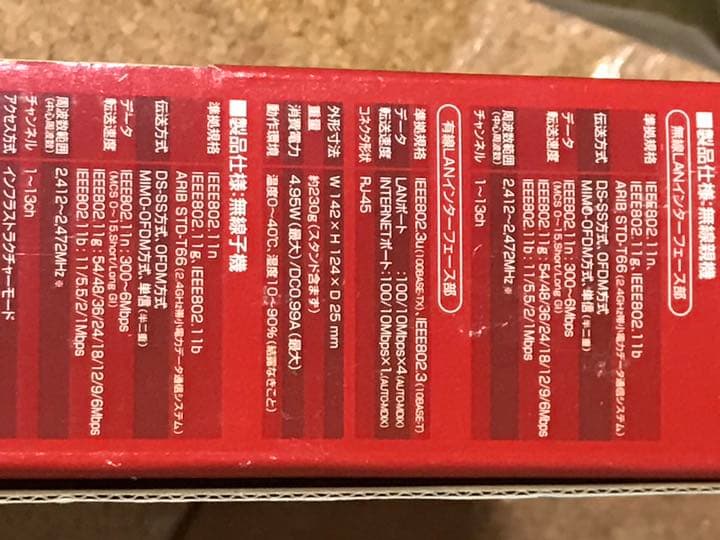 ■製品仕様:無線親機
無線LANインターフェース部
準拠規格 IEEE802.11n、
IEEE802.11g、IEEE802.11b
ARIB STD-T66(2.4GHz帯小電力データ通信システム)
伝送方式 DS-SS方式、OFDM方式
MIMO-OFDM方式、単信(半二重)
データ転送速度 IEEE802.11n:300~6Mbps
(MCS 0~15,Short/Long GI)
IEEE802.11g:54/48/36/24/18/12/9/6Mbps
IEEE802.11b:11/5.5/2/1Mbps
周波数範囲(中心周波数) 2,412~2,472MHz※
チャンネル 1~13ch
有線LANインターフェース部
準拠規格 IEEE802.3u(100BASE-TX)、IEEE802.3(10BASE-T)
データ転送速度 LANポート :100/10Mbps×4(AUTO-MDIX)
INTERNETポート:100/10Mbps×1(AUTO-MDIX)
コネクタ形状 RJ-45
外形寸法 W 142×H 124×D 25 mm
重量 約230g(スタンド含まず)
消費電力 4.95W(最大)/DC0.99A(最大)
動作環境 温度0~40℃、湿度10~90%(結露なきこと)
■製品仕様:無線子機
準拠規格 IEEE802.11n
IEEE802.11g、IEEE802.11b
ARIB STD-T66(2.4GHz帯小電力データ通信システム)
伝送方式 DS-SS方式、OFDM方式
MIMO-OFDM方式、単信(半二重)
データ転送速度 IEEE802.11n:300~6Mbps
(MCS 0~15,Short/Long GI)
IEEE802.11g:54/48/36/24/18/12/9/6Mbps
IEEE802.11b:11/5.5/2/1Mbps
周波数範囲(中心周波数) 2,412~2,472MHz※
チャンネル 1~13ch
アクセス方式 インフラストラクチャーモード